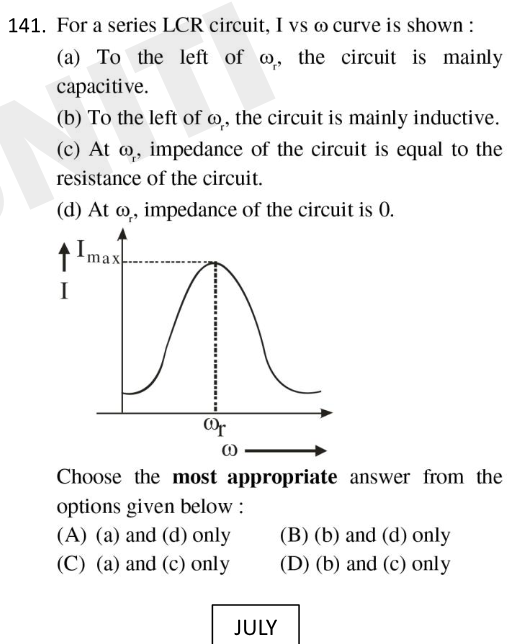 141. For a series LCR circuit, I vs ω curve is shown :
(a) To the left of ωᵣ, the circuit is mainly
capacitive.
(b) To the left of ωᵣ, the circuit is mainly inductive.
(c) At ωᵣ, impedance of the circuit is equal to the
resistance of the circuit.
(d) At ωᵣ, impedance of the circuit is 0.
Imax
I
ωr
ω
Choose the most appropriate answer from the
options given below :
(A) (a) and (d) only (B) (b) and (d) only
(C) (a) and (c) only (D) (b) and (c) only
JULY